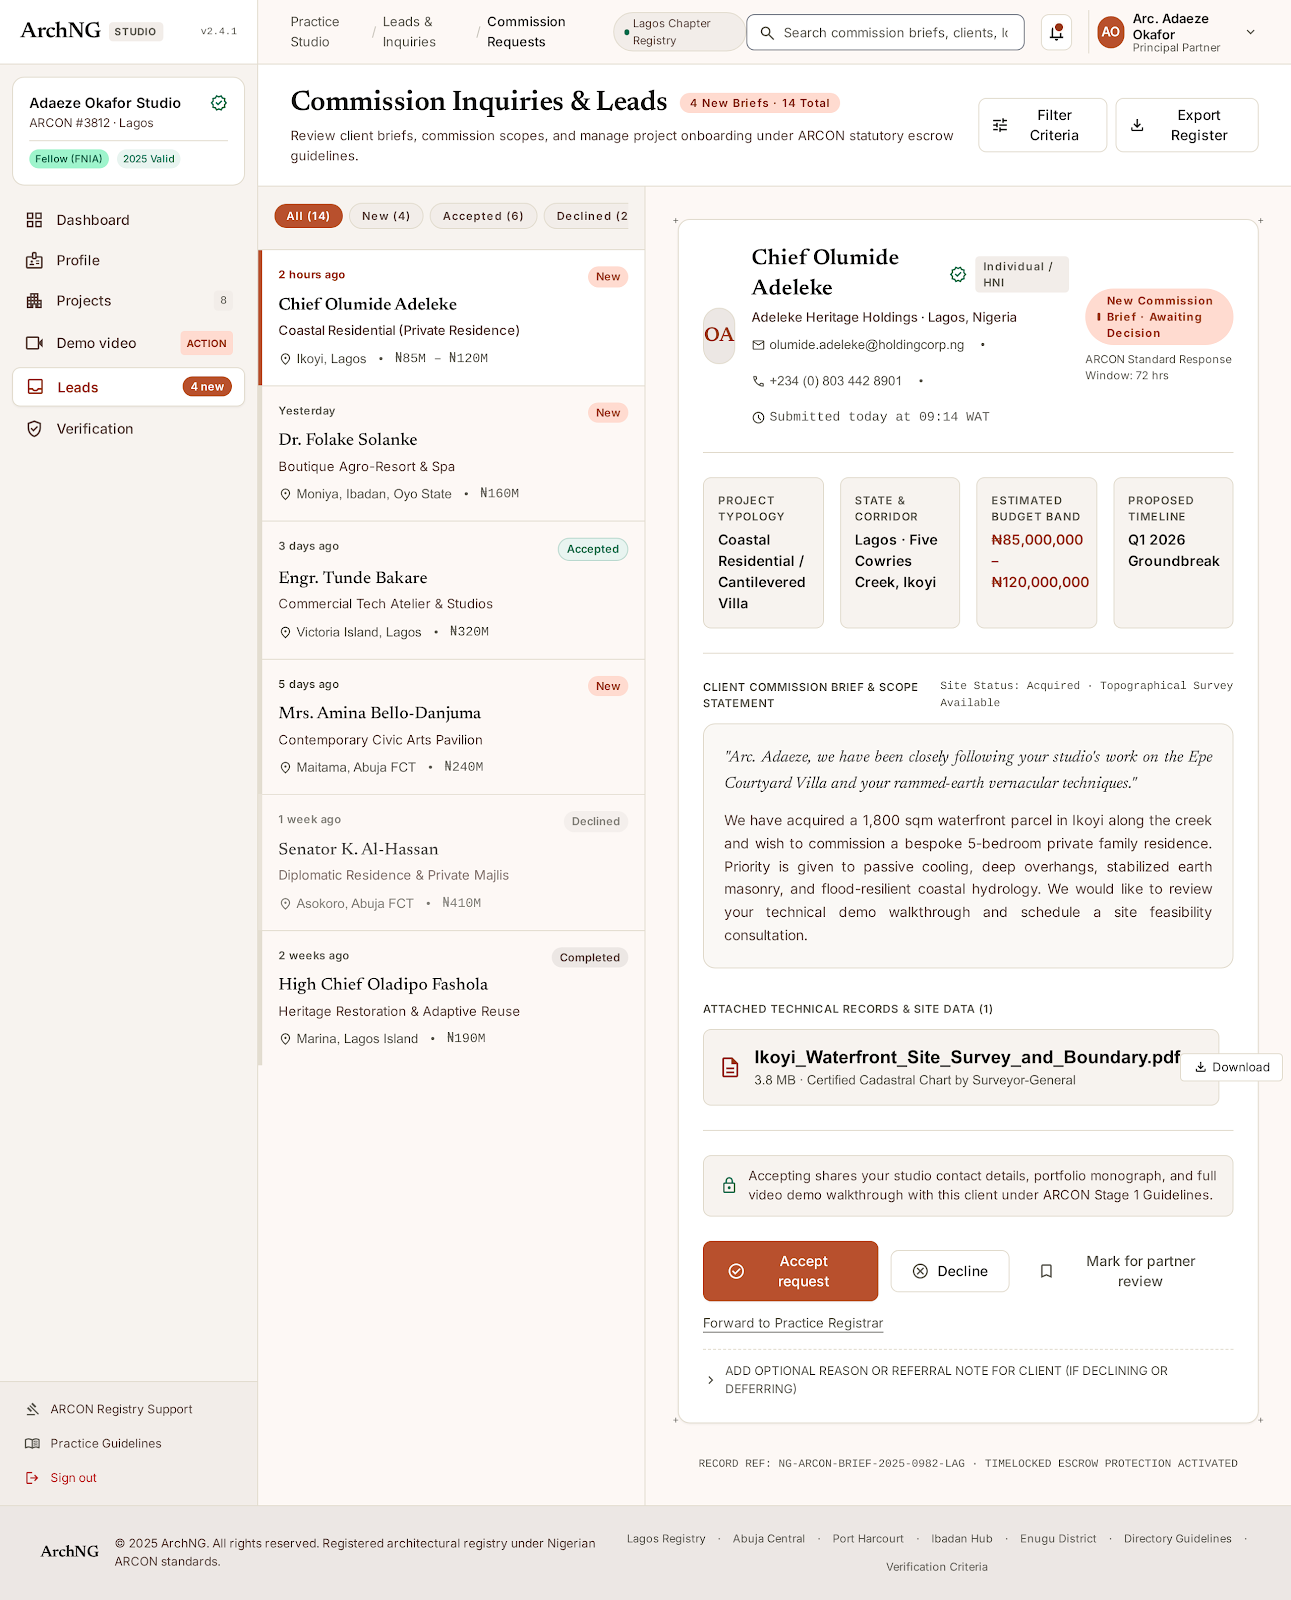 ArchNG STUDIO v2.4.1
Practice Studio / Leads & Inquiries / Commission Requests
Lagos Chapter Registry
Search commission briefs, clients, lo
AO
Arc. Adaeze Okafor
Principal Partner
Adaeze Okafor Studio
ARCON #3812 · Lagos
Fellow (FNIA) 2025 Valid
Dashboard
Profile
Projects 8
Demo video ACTION
Leads 4 new
Verification
ARCON Registry Support
Practice Guidelines
Sign out
Commission Inquiries & Leads 4 New Briefs · 14 Total
Review client briefs, commission scopes, and manage project onboarding under ARCON statutory escrow
guidelines.
Filter
Criteria
Export
Register
All (14) New (4) Accepted (6) Declined (2
2 hours ago New
Chief Olumide Adeleke
Coastal Residential (Private Residence)
Ikoyi, Lagos • ₦85M – ₦120M
Yesterday New
Dr. Folake Solanke
Boutique Agro-Resort & Spa
Moniya, Ibadan, Oyo State • ₦160M
3 days ago Accepted
Engr. Tunde Bakare
Commercial Tech Atelier & Studios
Victoria Island, Lagos • ₦320M
5 days ago New
Mrs. Amina Bello-Danjuma
Contemporary Civic Arts Pavilion
Maitama, Abuja FCT • ₦240M
1 week ago Declined
Senator K. Al-Hassan
Diplomatic Residence & Private Majlis
Asokoro, Abuja FCT • ₦410M
2 weeks ago Completed
High Chief Oladipo Fashola
Heritage Restoration & Adaptive Reuse
Marina, Lagos Island • ₦190M
OA
Chief Olumide
Adeleke
Individual /
HNI
Adeleke Heritage Holdings · Lagos, Nigeria
olumide.adeleke@holdingcorp.ng •
+234 (0) 803 442 8901 •
Submitted today at 09:14 WAT
New Commission
Brief · Awaiting
Decision
ARCON Standard Response
Window: 72 hrs
PROJECT
TYPOLOGY
Coastal
Residential /
Cantilevered
Villa
STATE &
CORRIDOR
Lagos · Five
Cowries
Creek, Ikoyi
ESTIMATED
BUDGET BAND
₦85,000,000
–
₦120,000,000
PROPOSED
TIMELINE
Q1 2026
Groundbreak
CLIENT COMMISSION BRIEF & SCOPE
STATEMENT
Site Status: Acquired · Topographical Survey
Available
"Arc. Adaeze, we have been closely following your studio's work on the Epe
Courtyard Villa and your rammed-earth vernacular techniques."
We have acquired a 1,800 sqm waterfront parcel in Ikoyi along the creek
and wish to commission a bespoke 5-bedroom private family residence.
Priority is given to passive cooling, deep overhangs, stabilized earth
masonry, and flood-resilient coastal hydrology. We would like to review
your technical demo walkthrough and schedule a site feasibility
consultation.
ATTACHED TECHNICAL RECORDS & SITE DATA (1)
Ikoyi_Waterfront_Site_Survey_and_Boundary.pdf
3.8 MB · Certified Cadastral Chart by Surveyor-General
Download
Accepting shares your studio contact details, portfolio monograph, and full
video demo walkthrough with this client under ARCON Stage 1 Guidelines.
Accept
request
Decline
Mark for partner
review
Forward to Practice Registrar
ADD OPTIONAL REASON OR REFERRAL NOTE FOR CLIENT (IF DECLINING OR
DEFERRING)
RECORD REF: NG-ARCON-BRIEF-2025-0982-LAG · TIMELOCKED ESCROW PROTECTION ACTIVATED
ArchNG
© 2025 ArchNG. All rights reserved. Registered architectural registry under Nigerian
ARCON standards.
Lagos Registry · Abuja Central · Port Harcourt · Ibadan Hub · Enugu District · Directory Guidelines ·
Verification Criteria